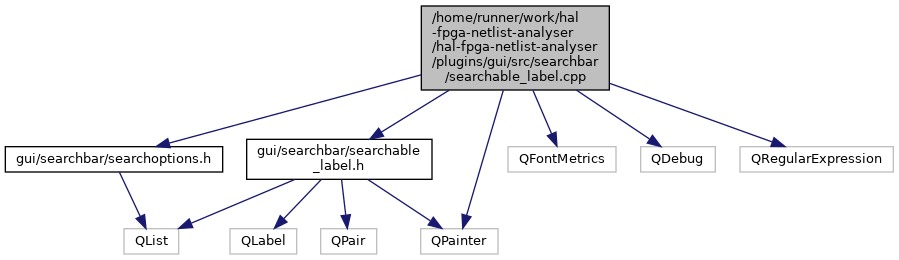 /home/runner/work/hal
-fpga-netlist-analyser
/hal-fpga-netlist-analyser
/plugins/gui/src/searchbar
/searchable_label.cpp
gui/searchbar/searchoptions.h
gui/searchbar/searchable
_label.h
QFontMetrics
QDebug
QRegularExpression
QList
QLabel
QPair
QPainter